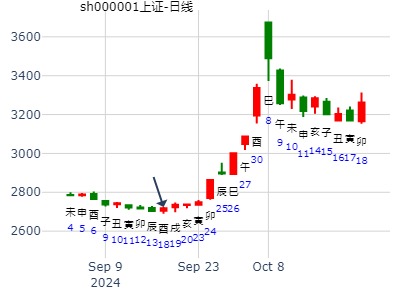 sh000001上证-日线
3600
3400
3200
3000
2800
2600
巳
8
午 未 申 亥 子 丑 寅 卯
9 10 11 14 15 16 17 18
酉
30
午
27
辰 巳
25 26
未 申 酉 子 丑 寅 卯 辰 酉 戌 亥 寅 卯
4 5 6 9 10 11 12 13 18 19 20 23 24
Sep 9 Sep 23 Oct 8
2024